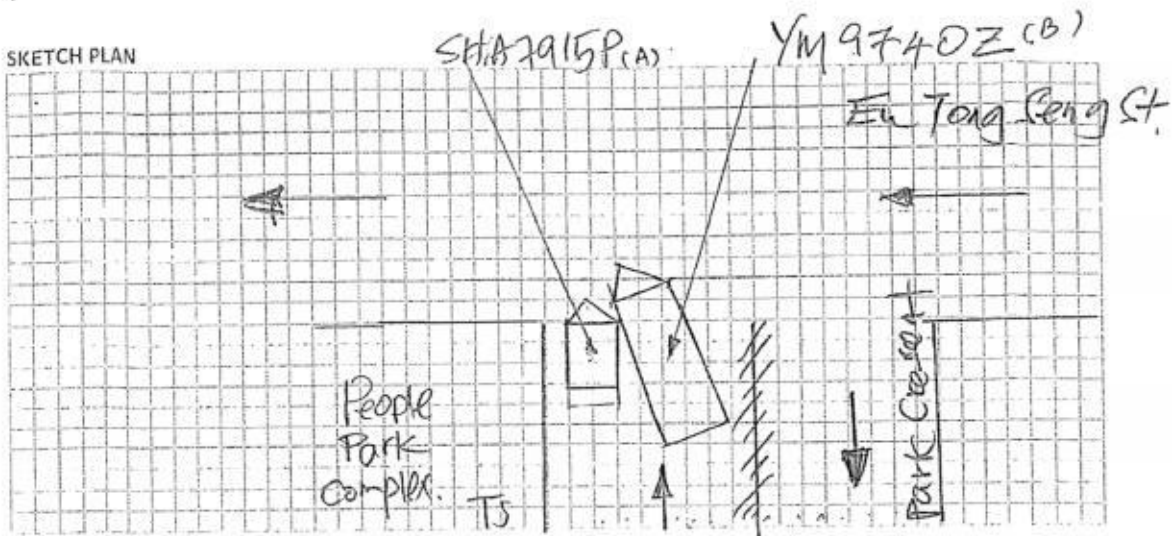 SKETCH PLAN
SHA7915P(A)
YM9740Z(B)
Eu Tong Seng St.
People
Park
Complex.
TJ
Park Cresent